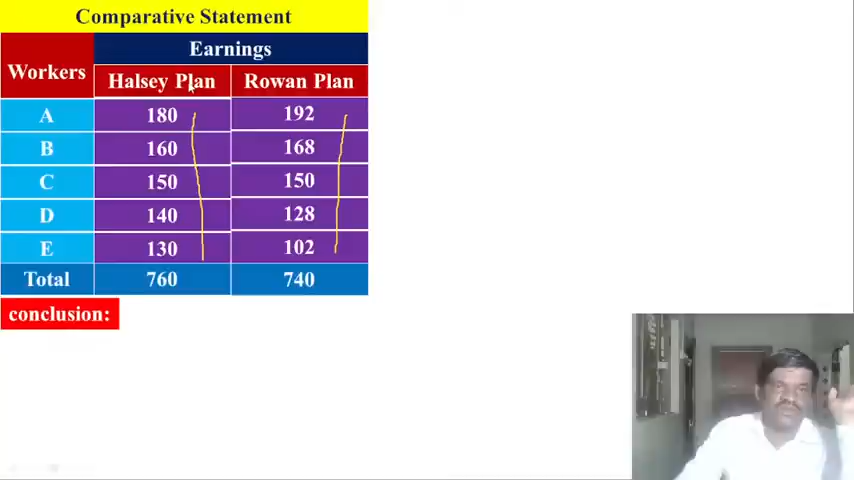 Comparative Statement
Workers Earnings
Halsey Plan Rowan Plan
A 180 192
B 160 168
C 150 150
D 140 128
E 130 102
Total 760 740
conclusion: